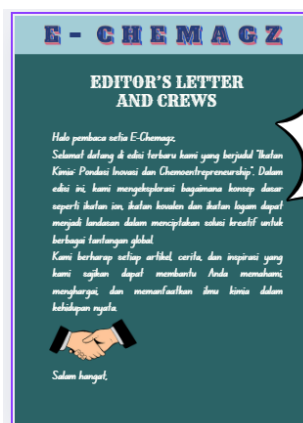 E - CHEMAGZ
EDITOR'S LETTER
AND CREWS
Halo pembaca setia E-Chemagz,
Selamat datang di edisi terbaru kami yang berjudul "Ikatan
Kimia: Pondasi Inovasi dan Chemoentrepreneurship". Dalam
edisi ini, kami mengeksplorasi bagaimana konsep dasar
seperti ikatan ion, ikatan kovalen dan ikatan logam dapat
menjadi landasan dalam menciptakan solusi kreatif untuk
berbagai tantangan global.
Kami berharap setiap artikel, cerita, dan inspirasi yang
kami sajikan dapat membantu Anda memahami,
menghargai, dan memanfaatkan ilmu kimia dalam
kehidupan nyata.
Salam hangat,